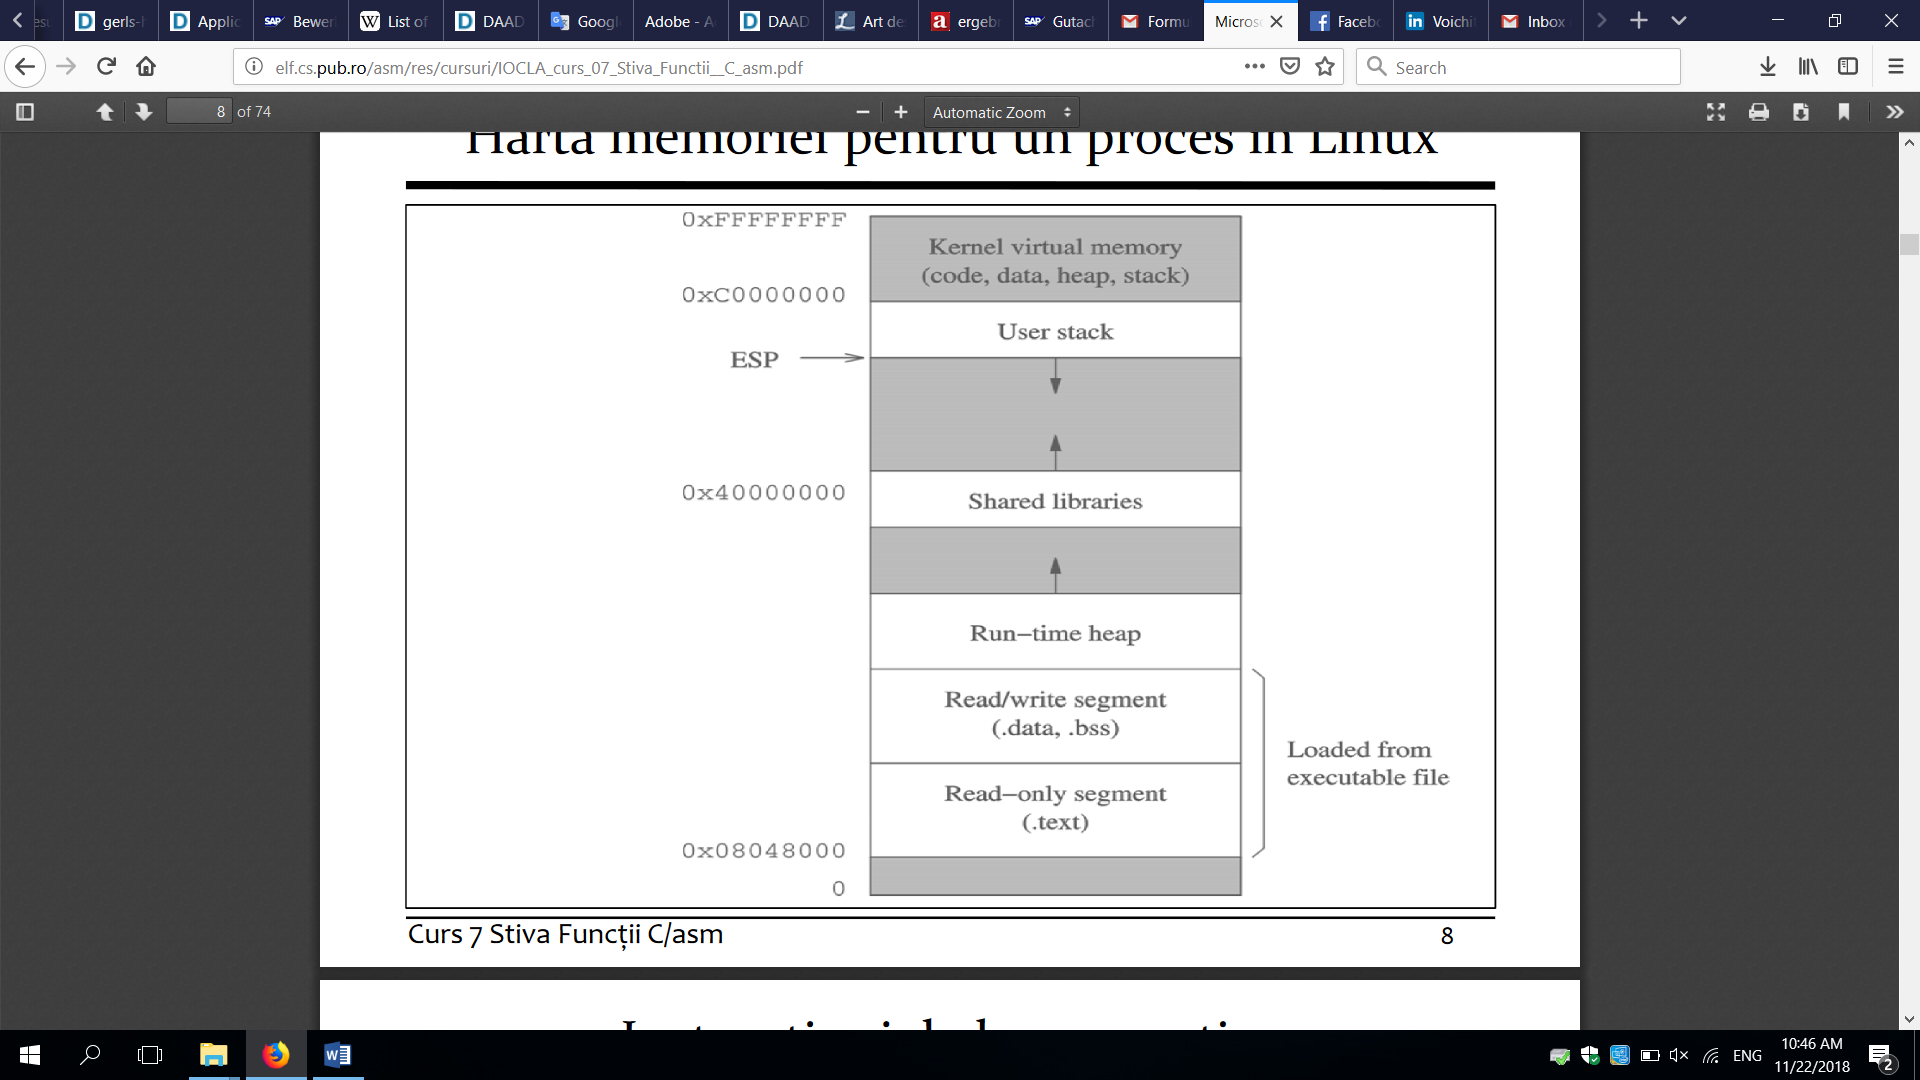 gerls-
Applic
Bewer
List of
DAAD
Googl
Adobe - A
DAAD
Art de
ergebr
Gutach
Formu
Micros
Faceb
Voichi
Inbox
elf.cs.pub.ro/asm/res/cursuri/IOCLA_curs_07_Stiva_Functii__C_asm.pdf
Search
8 of 74
Automatic Zoom
Harta memoriei pentru un proces in Linux
0xFFFFFFFF
Kernel virtual memory
(code, data, heap, stack)
0xC0000000
User stack
ESP
0x40000000
Shared libraries
Run-time heap
Read/write segment
(.data, .bss)
Loaded from
executable file
Read-only segment
(.text)
0x08048000
0
Curs 7 Stiva Funcții C/asm
8
ENG
10:46 AM
11/22/2018
2